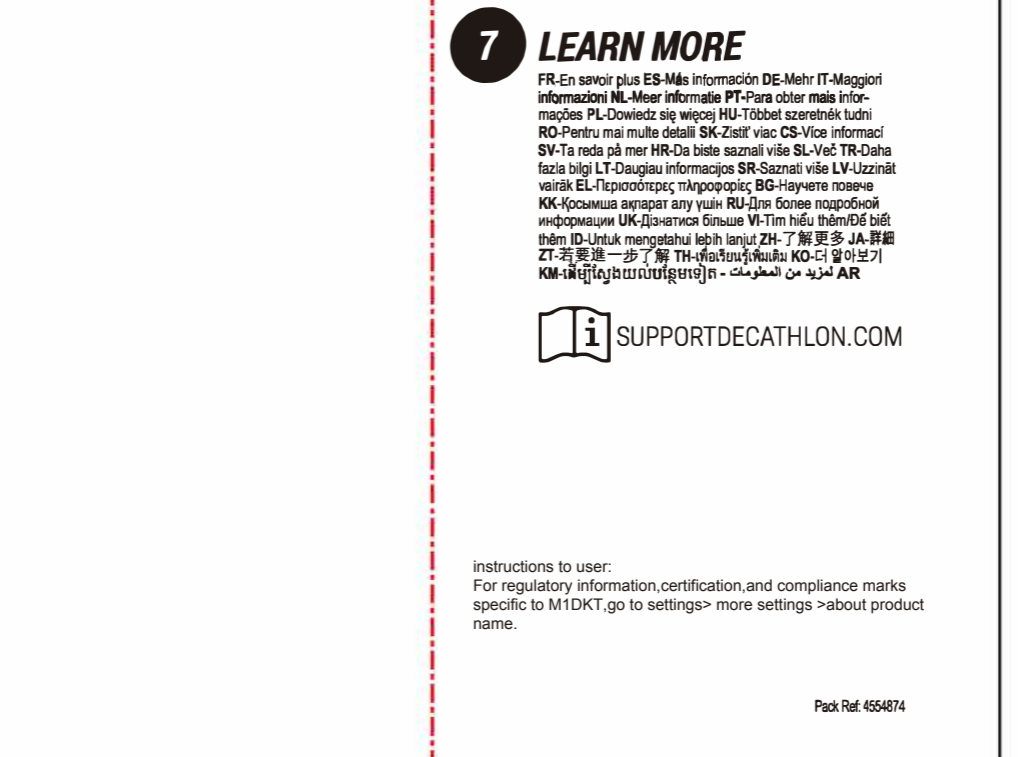 7
LEARN MORE
FR-En savoir plus ES-Más información DE-Mehr IT-Maggiori
informazioni NL-Meer informatie PT-Para obter mais infor-
mações PL-Dowiedz się więcej HU-Többet szeretnék tudni
RO-Pentru mai multe detalii SK-Zistiť viac CS-Více informací
SV-Ta reda på mer HR-Da biste saznali više SL-Več TR-Daha
fazla bilgi LT-Daugiau informacijos SR-Saznati više LV-Uzzināt
vairāk EL-Περισσότερες πληροφορίες BG-Научете повече
KK-Қосымша ақпарат алу үшін RU-Для более подробной
информации UK-Дізнатися більше VI-Tìm hiểu thêm/Để biết
thêm ID-Untuk mengetahui lebih lanjut ZH-了解更多 JA-詳細
ZT-若要進一步了解 TH-เพื่อเรียนรู้เพิ่มเติม KO-더 알아보기
KM-ដើម្បីស្វែងយល់បន្ថែមទៀត - لمزيد من المعلومات AR
i SUPPORTDECATHLON.COM
instructions to user:
For regulatory information,certification,and compliance marks
specific to M1DKT,go to settings> more settings >about product
name.
Pack Ref: 4554874